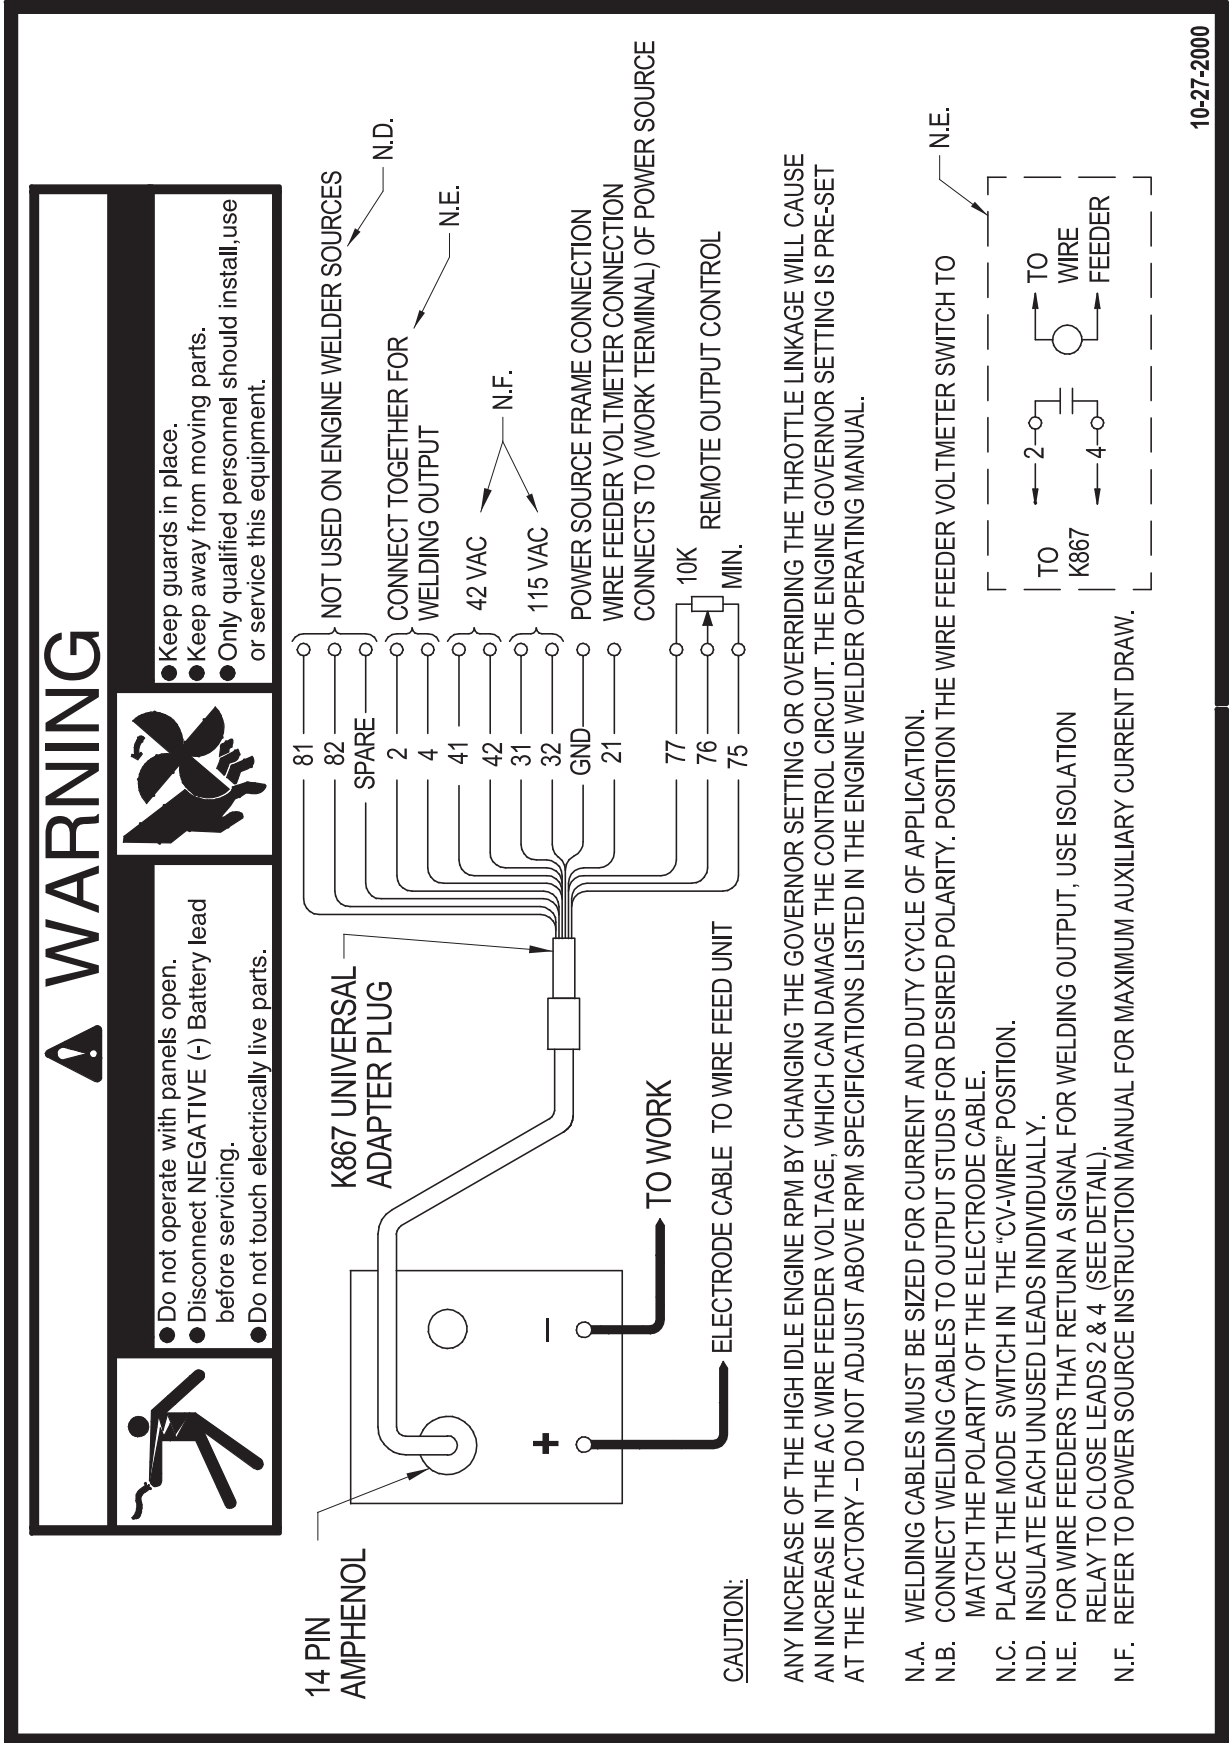 WARNING
● Do not operate with panels open.
● Disconnect NEGATIVE (-) Battery lead
before servicing.
● Do not touch electrically live parts.
● Keep guards in place.
● Keep away from moving parts.
● Only qualified personnel should install,use
or service this equipment.
14 PIN
AMPHENOL
K867 UNIVERSAL
ADAPTER PLUG
81
82
SPARE
2
4
41
42
31
32
GND
21
77
76
75
NOT USED ON ENGINE WELDER SOURCES
N.D.
CONNECT TOGETHER FOR
WELDING OUTPUT
N.E.
42 VAC
115 VAC
N.F.
POWER SOURCE FRAME CONNECTION
WIRE FEEDER VOLTMETER CONNECTION
CONNECTS TO (WORK TERMINAL) OF POWER SOURCE
10K
MIN.
REMOTE OUTPUT CONTROL
+
–
TO WORK
ELECTRODE CABLE TO WIRE FEED UNIT
CAUTION:
ANY INCREASE OF THE HIGH IDLE ENGINE RPM BY CHANGING THE GOVERNOR SETTING OR OVERRIDING THE THROTTLE LINKAGE WILL CAUSE
AN INCREASE IN THE AC WIRE FEEDER VOLTAGE, WHICH CAN DAMAGE THE CONTROL CIRCUIT. THE ENGINE GOVERNOR SETTING IS PRE-SET
AT THE FACTORY – DO NOT ADJUST ABOVE RPM SPECIFICATIONS LISTED IN THE ENGINE WELDER OPERATING MANUAL.
N.A. WELDING CABLES MUST BE SIZED FOR CURRENT AND DUTY CYCLE OF APPLICATION.
N.B. CONNECT WELDING CABLES TO OUTPUT STUDS FOR DESIRED POLARITY. POSITION THE WIRE FEEDER VOLTMETER SWITCH TO
MATCH THE POLARITY OF THE ELECTRODE CABLE.
N.C. PLACE THE MODE SWITCH IN THE “CV-WIRE” POSITION.
N.D. INSULATE EACH UNUSED LEADS INDIVIDUALLY.
N.E. FOR WIRE FEEDERS THAT RETURN A SIGNAL FOR WELDING OUTPUT, USE ISOLATION
RELAY TO CLOSE LEADS 2 & 4 (SEE DETAIL).
N.F. REFER TO POWER SOURCE INSTRUCTION MANUAL FOR MAXIMUM AUXILIARY CURRENT DRAW.
N.E.
TO
K867
2
4
TO
WIRE
FEEDER
10-27-2000